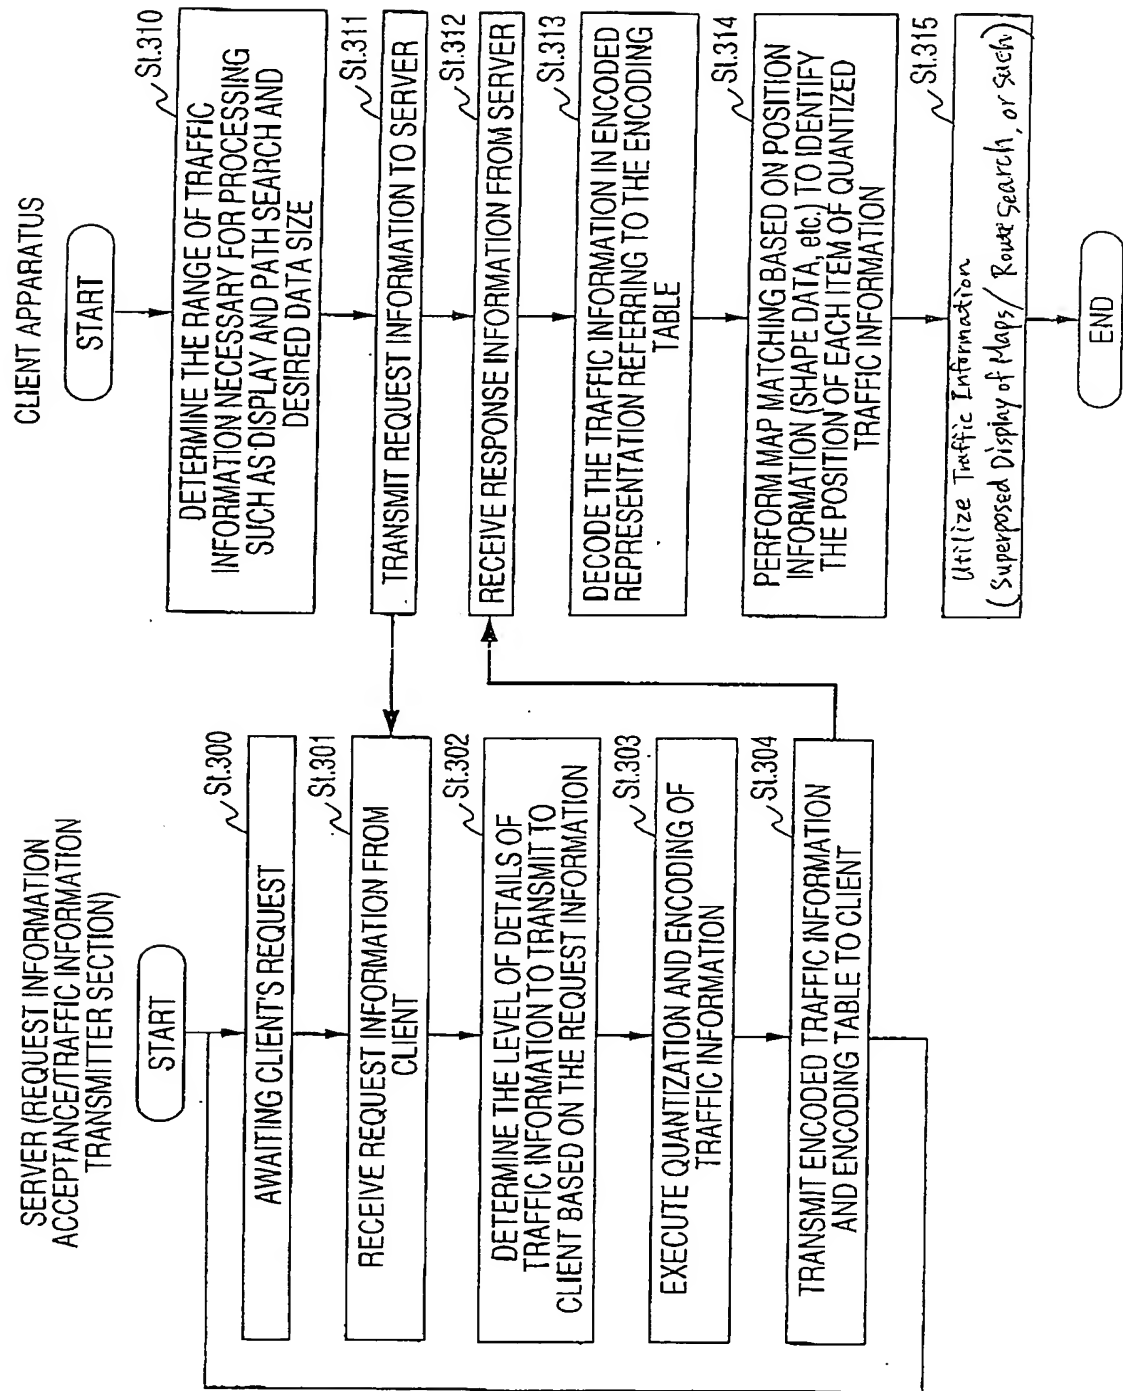 SERVER (REQUEST INFORMATION
ACCEPTANCE/TRAFFIC INFORMATION
TRANSMITTER SECTION)
START
St.300
AWAITING CLIENT'S REQUEST
St.301
RECEIVE REQUEST INFORMATION FROM
CLIENT
St.302
DETERMINE THE LEVEL OF DETAILS OF
TRAFFIC INFORMATION TO TRANSMIT TO
CLIENT BASED ON THE REQUEST INFORMATION
St.303
EXECUTE QUANTIZATION AND ENCODING OF
TRAFFIC INFORMATION
St.304
TRANSMIT ENCODED TRAFFIC INFORMATION
AND ENCODING TABLE TO CLIENT
CLIENT APPARATUS
START
St.310
DETERMINE THE RANGE OF TRAFFIC
INFORMATION NECESSARY FOR PROCESSING
SUCH AS DISPLAY AND PATH SEARCH AND
DESIRED DATA SIZE
St.311
TRANSMIT REQUEST INFORMATION TO SERVER
St.312
RECEIVE RESPONSE INFORMATION FROM SERVER
St.313
DECODE THE TRAFFIC INFORMATION IN ENCODED
REPRESENTATION REFERRING TO THE ENCODING
TABLE
St.314
PERFORM MAP MATCHING BASED ON POSITION
INFORMATION (SHAPE DATA, etc.) TO IDENTIFY
THE POSITION OF EACH ITEM OF QUANTIZED
TRAFFIC INFORMATION
St.315
Utilize Traffic Information
(Superposed Display of Maps/ Route Search, or Such)
END